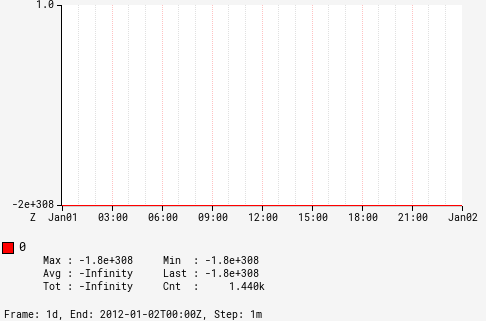 1.0
-2e+308
Z Jan01 03:00 06:00 09:00 12:00 15:00 18:00 21:00 Jan02
0
Max : -1.8e+308 Min : -1.8e+308
Avg : -Infinity Last : -1.8e+308
Tot : -Infinity Cnt : 1.440k
Frame: 1d, End: 2012-01-02T00:00Z, Step: 1m